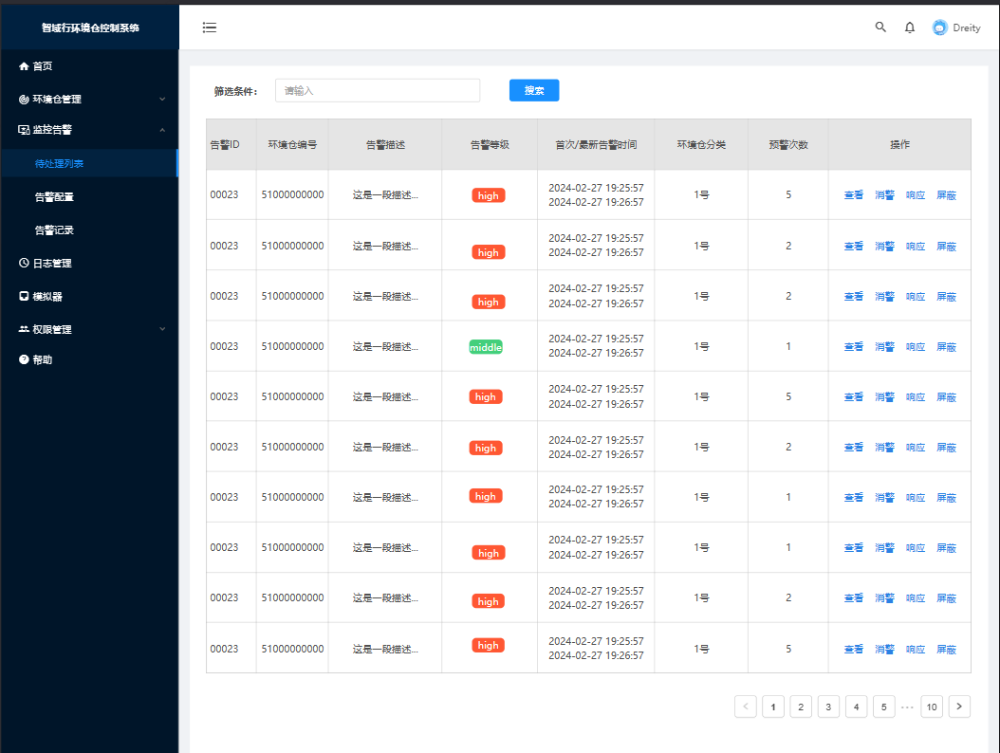 智域行环境仓控制系统
Dreity
首页
环境仓管理
监控告警
待处理列表
告警配置
告警记录
日志管理
模拟器
权限管理
帮助
筛选条件： 请输入 搜索
告警ID 环境仓编号 告警描述 告警等级 首次/最新告警时间 环境仓分类 预警次数 操作
00023 51000000000 这是一段描述... high 2024-02-27 19:25:57 1号 5 查看 消警 响应 屏蔽
2024-02-27 19:26:57
00023 51000000000 这是一段描述... high 2024-02-27 19:25:57 1号 2 查看 消警 响应 屏蔽
2024-02-27 19:26:57
00023 51000000000 这是一段描述... high 2024-02-27 19:25:57 1号 2 查看 消警 响应 屏蔽
2024-02-27 19:26:57
00023 51000000000 这是一段描述... middle 2024-02-27 19:25:57 1号 1 查看 消警 响应 屏蔽
2024-02-27 19:26:57
00023 51000000000 这是一段描述... high 2024-02-27 19:25:57 1号 5 查看 消警 响应 屏蔽
2024-02-27 19:26:57
00023 51000000000 这是一段描述... high 2024-02-27 19:25:57 1号 2 查看 消警 响应 屏蔽
2024-02-27 19:26:57
00023 51000000000 这是一段描述... high 2024-02-27 19:25:57 1号 1 查看 消警 响应 屏蔽
2024-02-27 19:26:57
00023 51000000000 这是一段描述... high 2024-02-27 19:25:57 1号 1 查看 消警 响应 屏蔽
2024-02-27 19:26:57
00023 51000000000 这是一段描述... high 2024-02-27 19:25:57 1号 2 查看 消警 响应 屏蔽
2024-02-27 19:26:57
00023 51000000000 这是一段描述... high 2024-02-27 19:25:57 1号 5 查看 消警 响应 屏蔽
2024-02-27 19:26:57
< 1 2 3 4 5 ··· 10 >